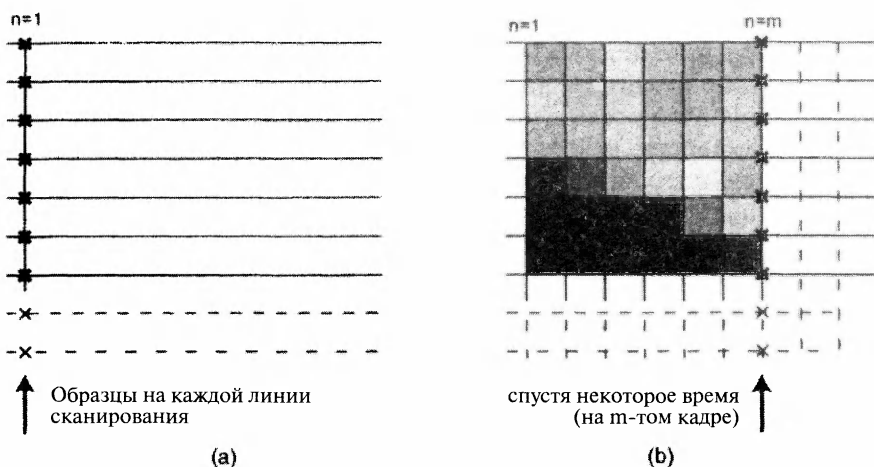 n=1
n=1
n=m
Образцы на каждой линии
сканирования
спустя некоторое время
(на m-том кадре)
(a)
(b)